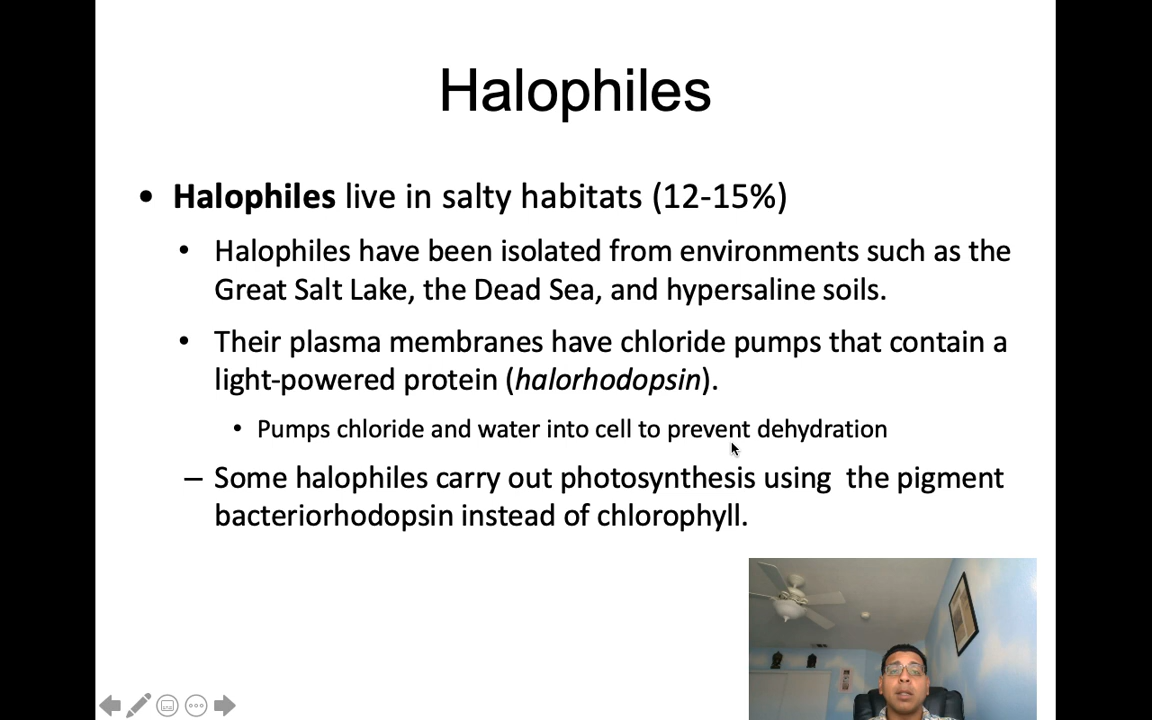 Halophiles
• Halophiles live in salty habitats (12-15%)
• Halophiles have been isolated from environments such as the
Great Salt Lake, the Dead Sea, and hypersaline soils.
• Their plasma membranes have chloride pumps that contain a
light-powered protein (halorhodopsin).
• Pumps chloride and water into cell to prevent dehydration
– Some halophiles carry out photosynthesis using  the pigment
bacteriorhodopsin instead of chlorophyll.